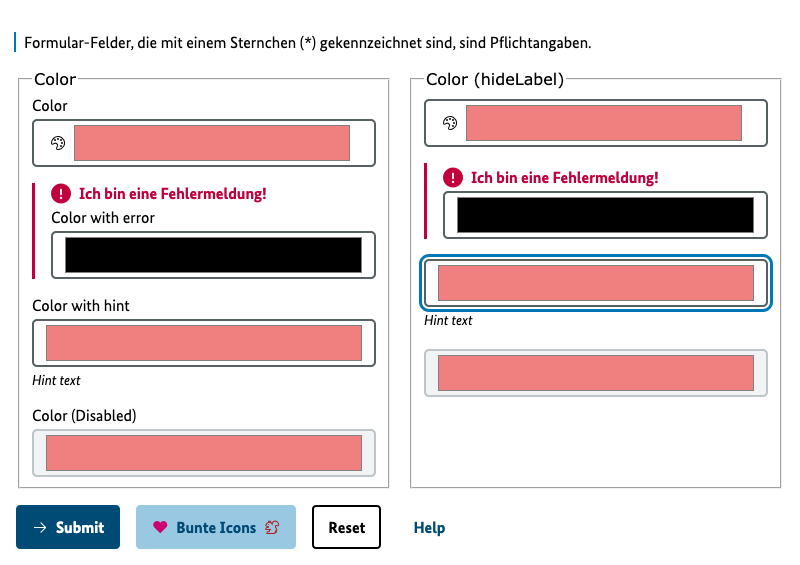 Formular-Felder, die mit einem Sternchen (*) gekennzeichnet sind, sind Pflichtangaben.
Color
Color
Ich bin eine Fehlermeldung!
Color with error
Color with hint
Hint text
Color (Disabled)
Color (hideLabel)
Ich bin eine Fehlermeldung!
Hint text
Submit
Bunte Icons
Reset
Help